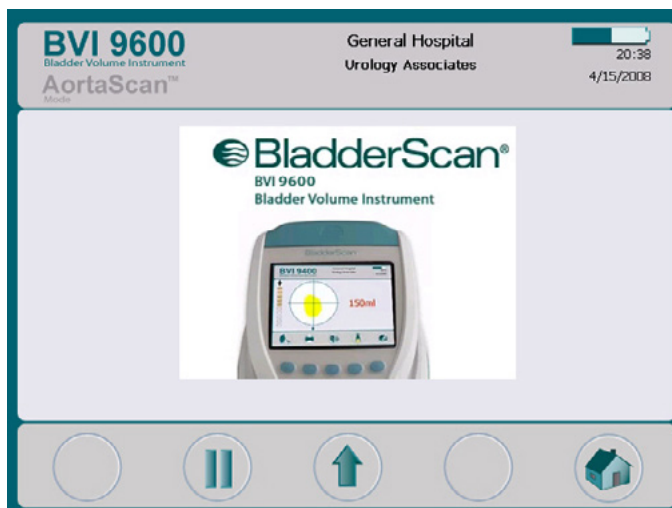 BVI 9600
Bladder Volume Instrument
AortaScan™
Mode
General Hospital
Urology Associates
20:38
4/15/2008
BladderScan®
BVI 9600
Bladder Volume Instrument
BladderScan
BVI 9400
150ml